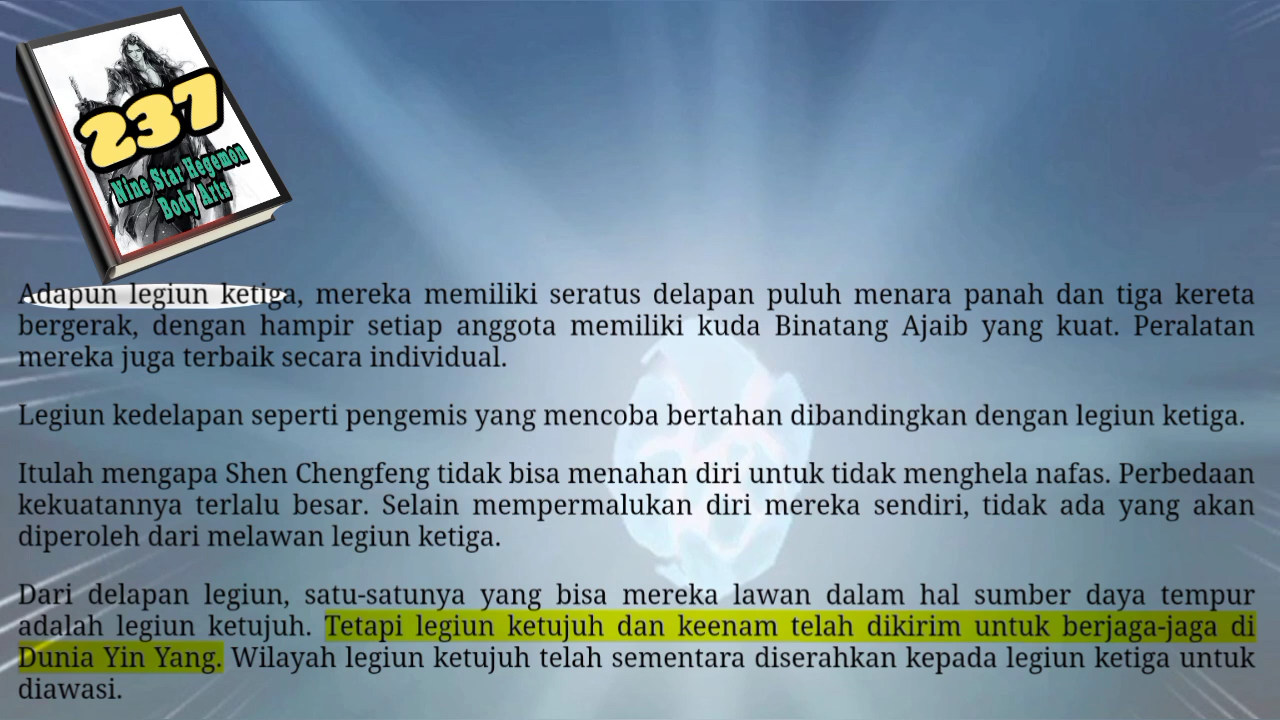 237
Nine Star Hegemon
Body Arts
Adapun legiun ketiga, mereka memiliki seratus delapan puluh menara panah dan tiga kereta
bergerak, dengan hampir setiap anggota memiliki kuda Binatang Ajaib yang kuat. Peralatan
mereka juga terbaik secara individual.
Legiun kedelapan seperti pengemis yang mencoba bertahan dibandingkan dengan legiun ketiga.
Itulah mengapa Shen Chengfeng tidak bisa menahan diri untuk tidak menghela nafas. Perbedaan
kekuatannya terlalu besar. Selain mempermalukan diri mereka sendiri, tidak ada yang akan
diperoleh dari melawan legiun ketiga.
Dari delapan legiun, satu-satunya yang bisa mereka lawan dalam hal sumber daya tempur
adalah legiun ketujuh. Tetapi legiun ketujuh dan keenam telah dikirim untuk berjaga-jaga di
Dunia Yin Yang. Wilayah legiun ketujuh telah sementara diserahkan kepada legiun ketiga untuk
diawasi.